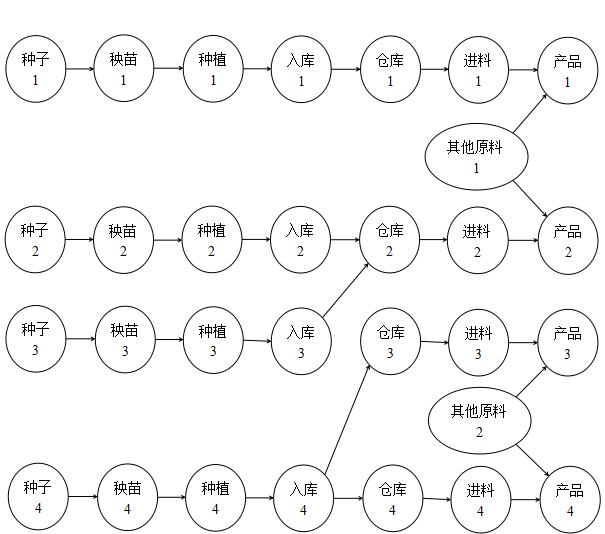 种子 秧苗 种植 入库 仓库 进料 产品
1 1 1 1 1 1 1
其他原料
1
种子 秧苗 种植 入库 仓库 进料 产品
2 2 2 2 2 2 2
种子 秧苗 种植 入库 仓库 进料 产品
3 3 3 3 3 3 3
其他原料
2
种子 秧苗 种植 入库 仓库 进料 产品
4 4 4 4 4 4 4